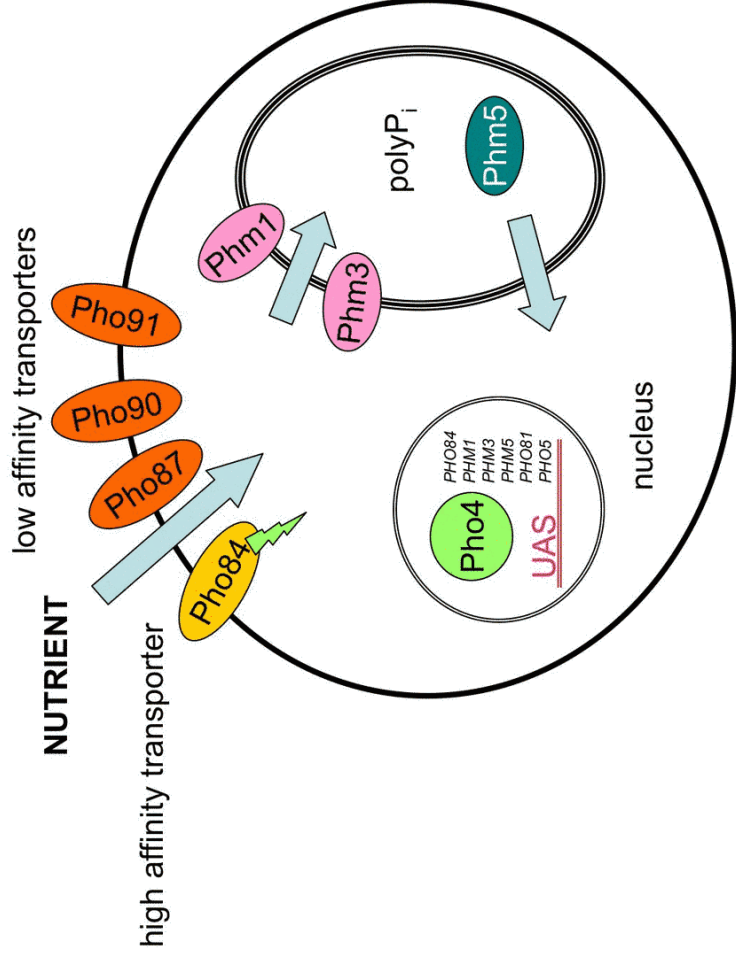 low affinity transporters
NUTRIENT
high affinity transporter
Pho84
Pho87
Pho90
Pho91
Phm1
Phm3
polyPi
Phm5
Pho4
UAS
PHO84
PHM1
PHM3
PHM5
PHO81
PHO5
nucleus